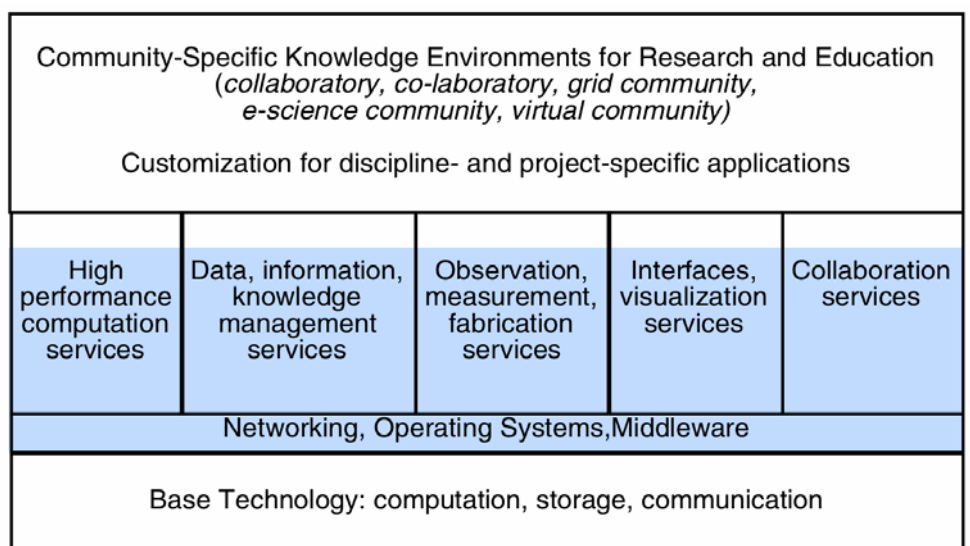 Community-Specific Knowledge Environments for Research and Education
(collaboratory, co-laboratory, grid community,
e-science community, virtual community)
Customization for discipline- and project-specific applications
High
performance
computation
services
Data, information,
knowledge
management
services
Observation,
measurement,
fabrication
services
Interfaces,
visualization
services
Collaboration
services
Networking, Operating Systems,Middleware
Base Technology: computation, storage, communication